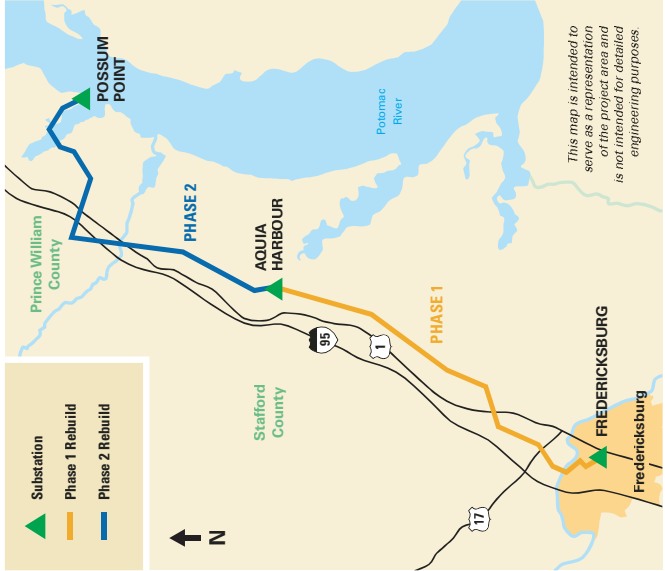 Substation
Phase 1 Rebuild
Phase 2 Rebuild
N
Prince William
County
Stafford
County
POSSUM
POINT
PHASE 2
AQUIA
HARBOUR
PHASE 1
FREDERICKSBURG
Fredericksburg
95
1
17
Potomac
River
This map is intended to
serve as a representation
of the project area and
is not intended for detailed
engineering purposes.